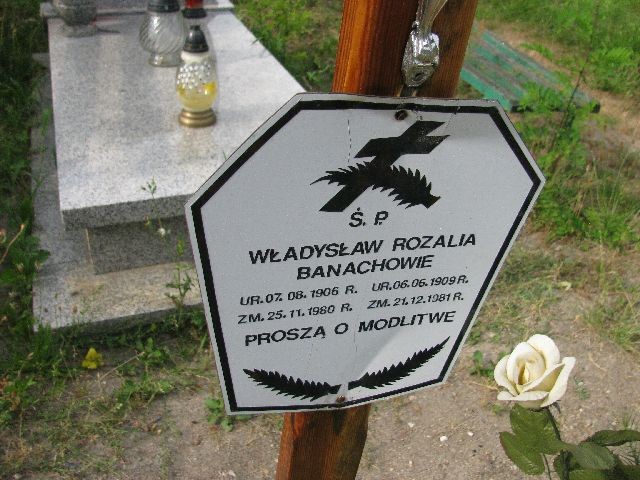 Ś. P.
WŁADYSŁAW ROZALIA
BANACHOWIE
UR. 07. 08. 1906 R. UR. 06.06. 1909 R.
ZM. 25. 11. 1980 R. ZM. 21. 12. 1981 R.
PROSZĄ O MODLITWE